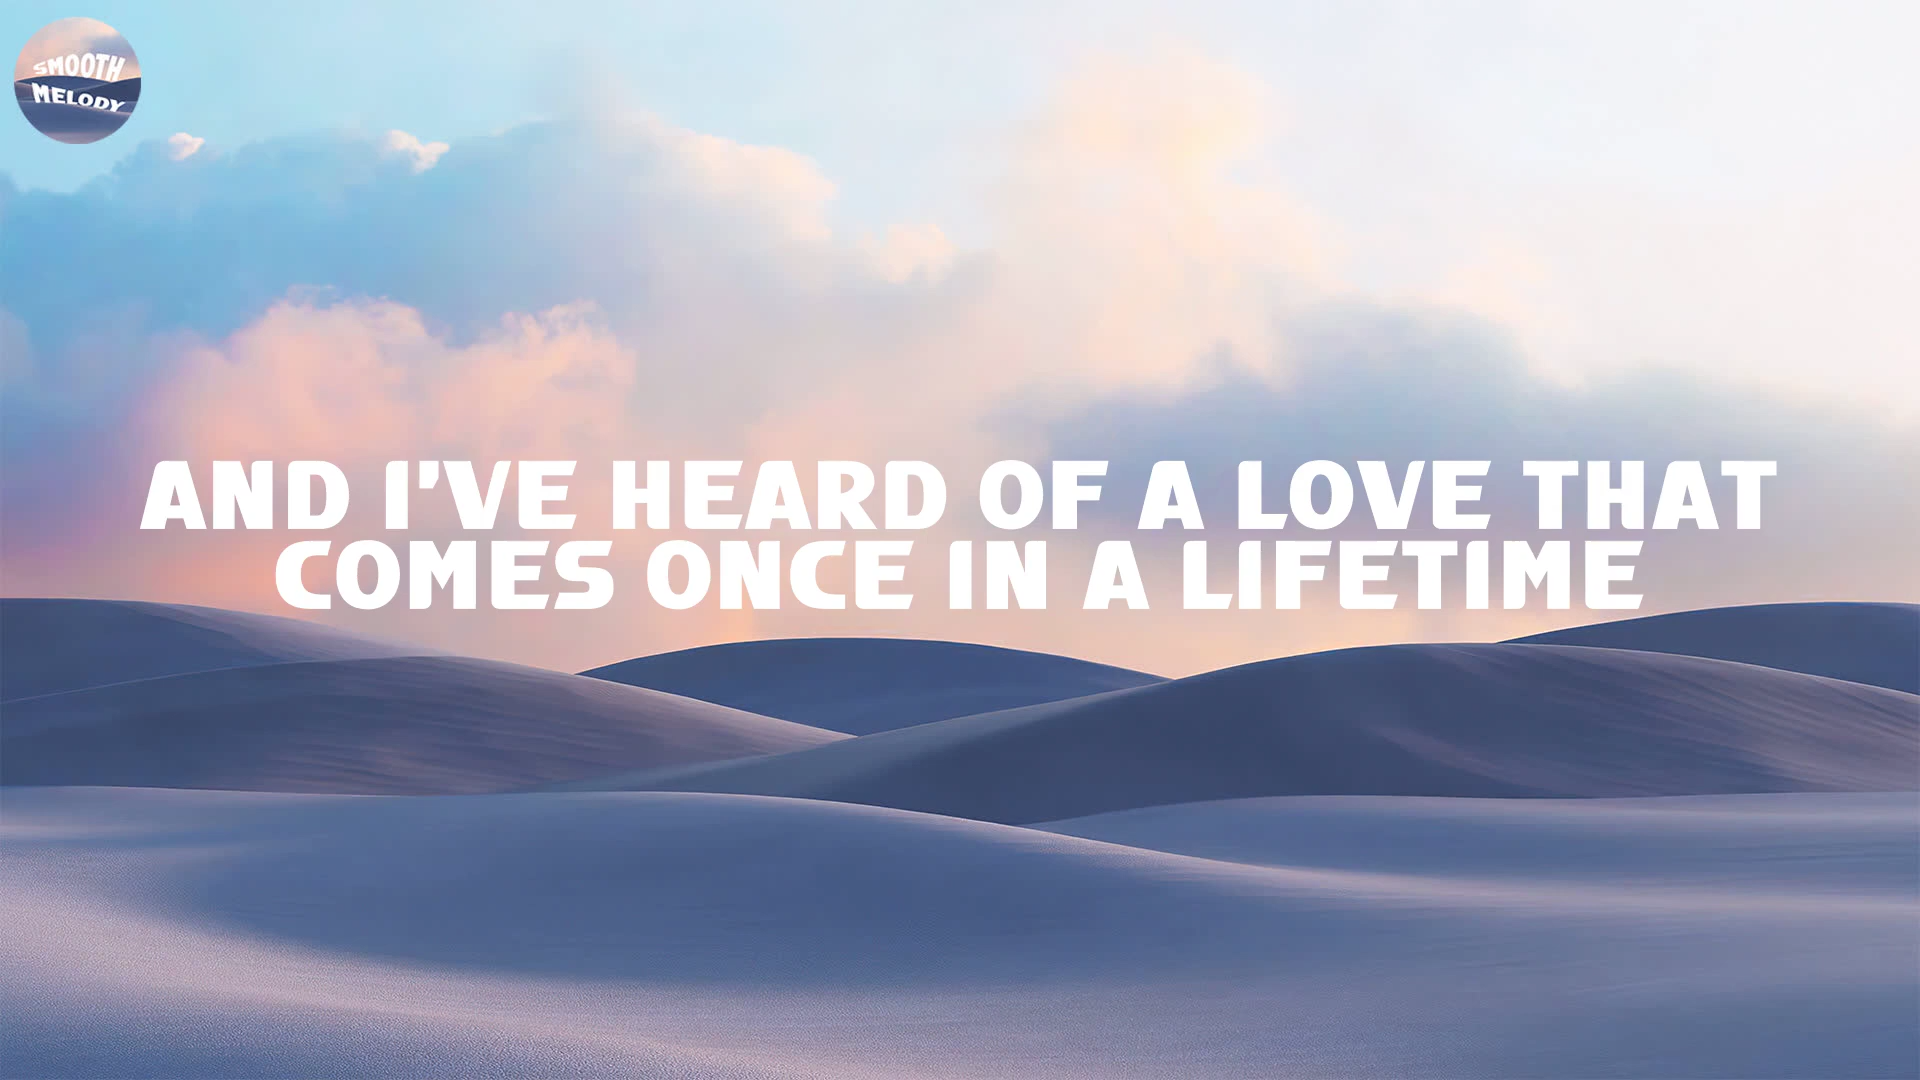 SMOOTH
MELODY
AND I'VE HEARD OF A LOVE THAT
COMES ONCE IN A LIFETIME